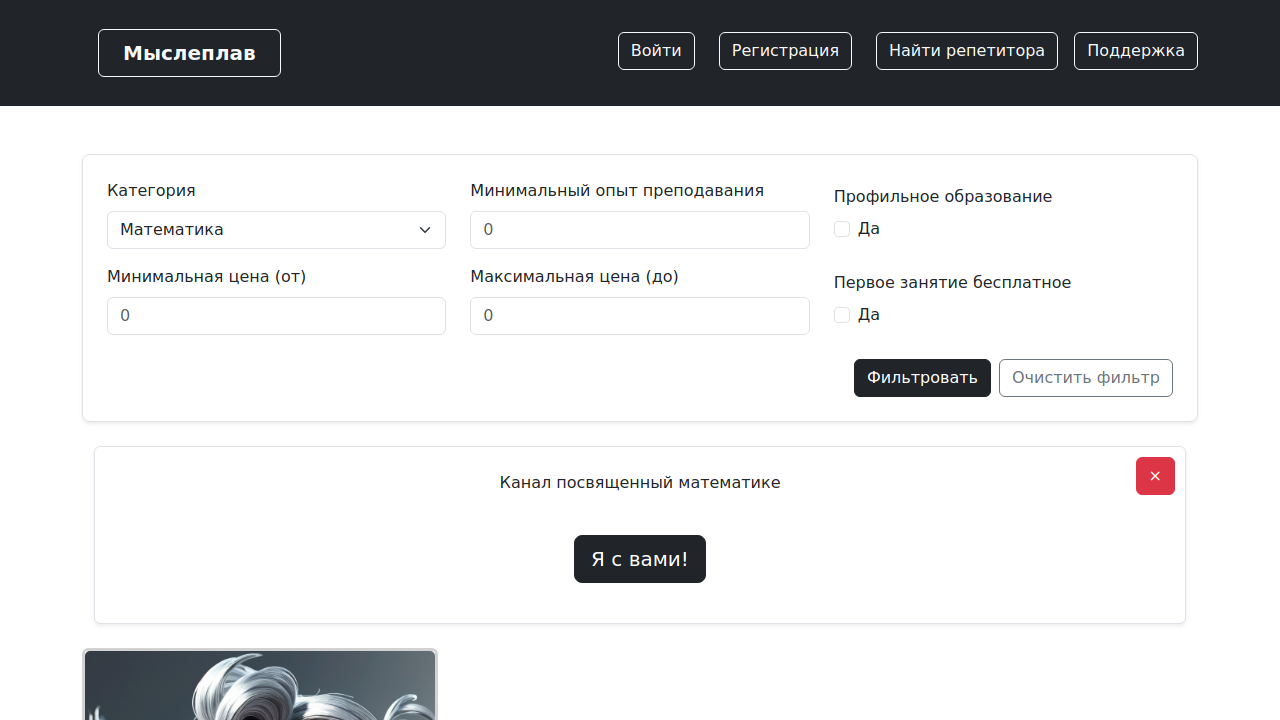 Мыслеплав
Войти
Регистрация
Найти репетитора
Поддержка
Категория
Минимальный опыт преподавания
Профильное образование
Математика
0
Да
Минимальная цена (от)
Максимальная цена (до)
Первое занятие бесплатное
0
0
Да
Фильтровать
Очистить фильтр
Канал посвященный математике
×
Я с вами!